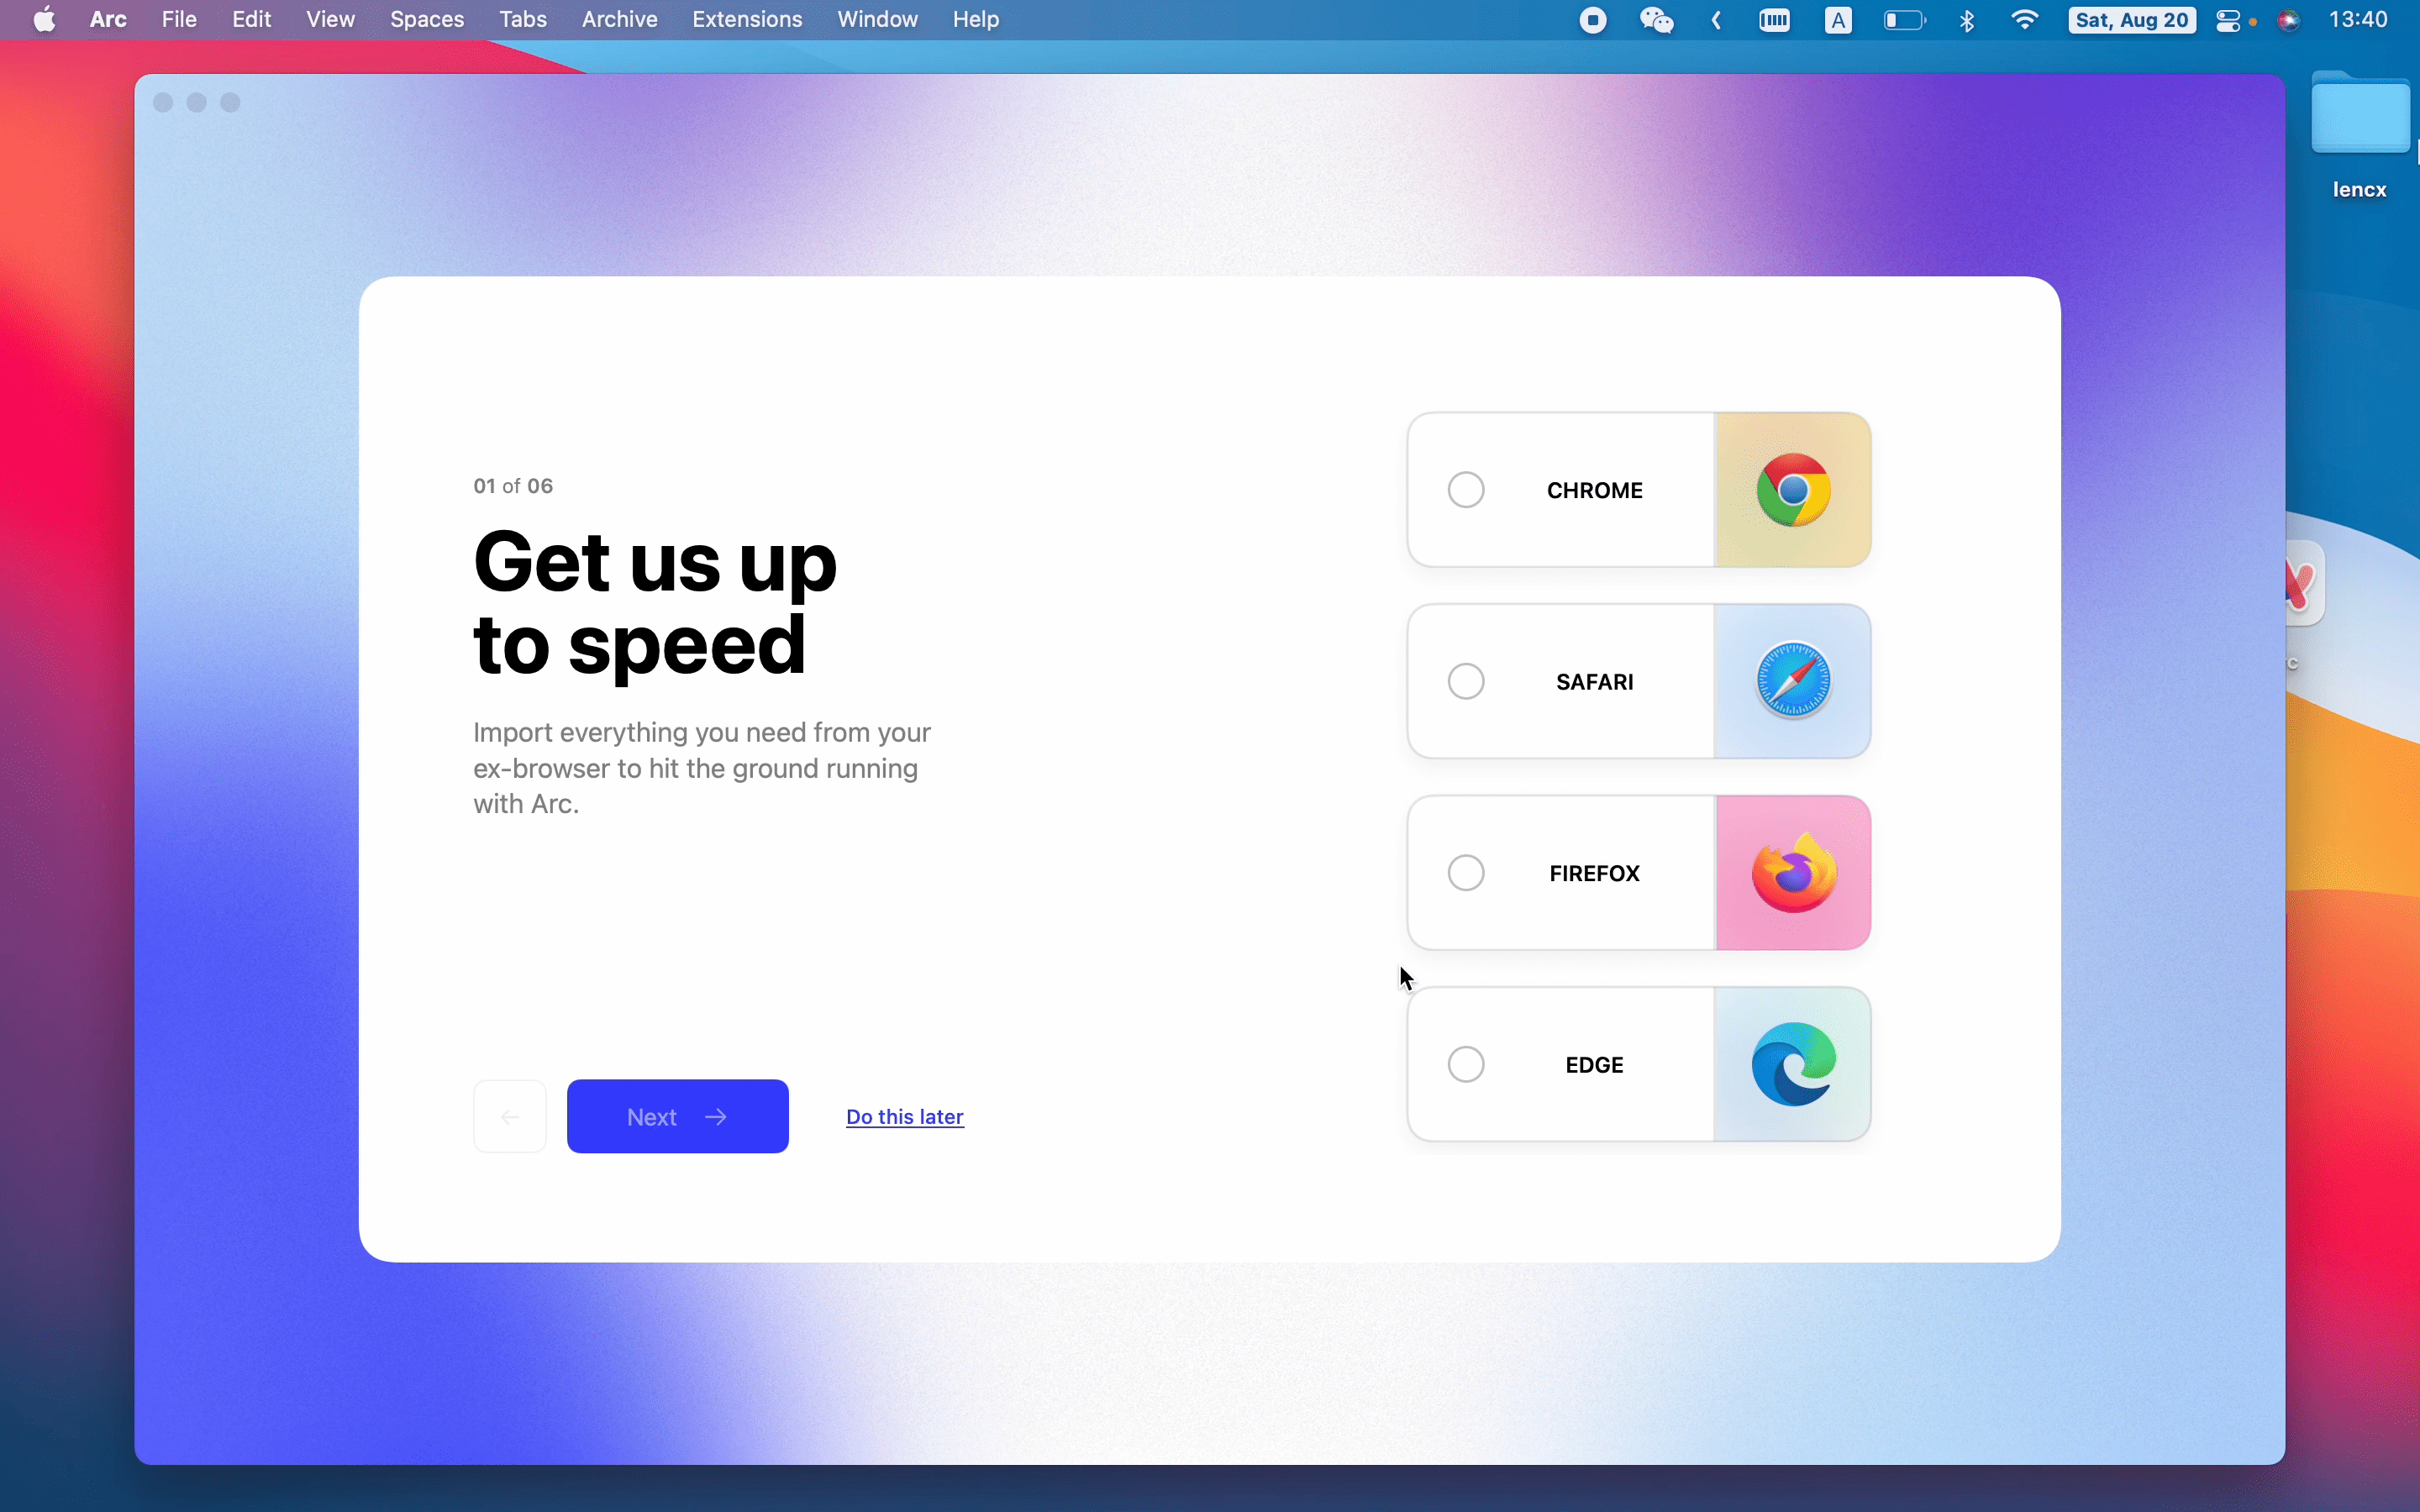 Arc File Edit View Spaces Tabs Archive Extensions Window Help A Sat, Aug 20 13:40
lencx
01 of 06
Get us up
to speed
Import everything you need from your
ex-browser to hit the ground running
with Arc.
Next
Do this later
CHROME
SAFARI
FIREFOX
EDGE